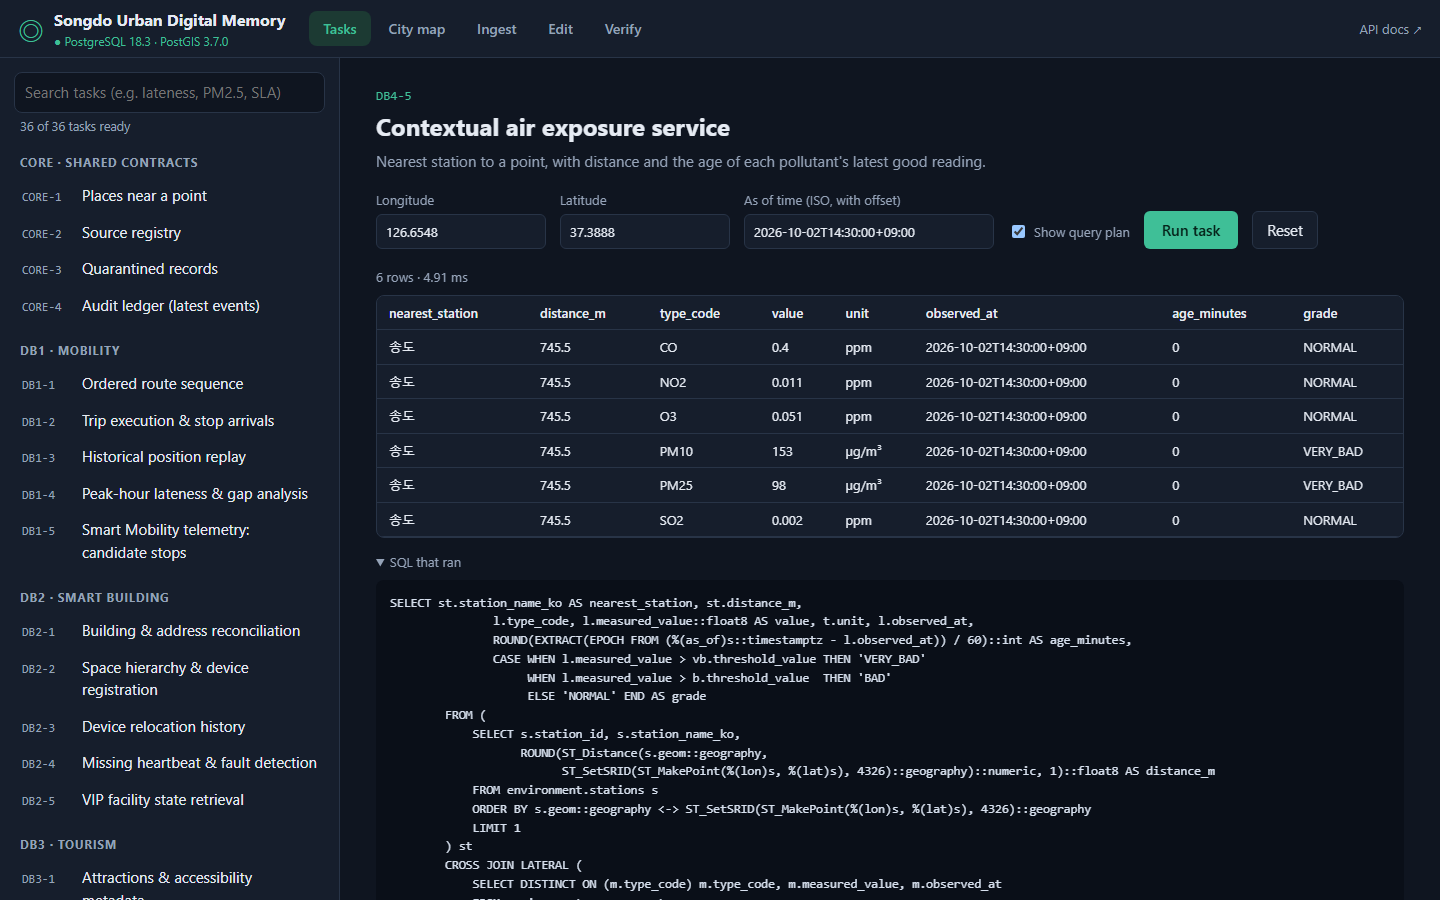 Songdo Urban Digital Memory
● PostgreSQL 18.3 · PostGIS 3.7.0
Tasks
City map
Ingest
Edit
Verify
API docs ↗
Search tasks (e.g. lateness, PM2.5, SLA)
36 of 36 tasks ready
CORE · SHARED CONTRACTS
CORE-1 Places near a point
CORE-2 Source registry
CORE-3 Quarantined records
CORE-4 Audit ledger (latest events)
DB1 · MOBILITY
DB1-1 Ordered route sequence
DB1-2 Trip execution & stop arrivals
DB1-3 Historical position replay
DB1-4 Peak-hour lateness & gap analysis
DB1-5 Smart Mobility telemetry:
candidate stops
DB2 · SMART BUILDING
DB2-1 Building & address reconciliation
DB2-2 Space hierarchy & device
registration
DB2-3 Device relocation history
DB2-4 Missing heartbeat & fault detection
DB2-5 VIP facility state retrieval
DB3 · TOURISM
DB3-1 Attractions & accessibility
DB4-5
Contextual air exposure service
Nearest station to a point, with distance and the age of each pollutant's latest good reading.
Longitude Latitude As of time (ISO, with offset)
126.6548 37.3888 2026-10-02T14:30:00+09:00 Show query plan Run task Reset
6 rows · 4.91 ms
nearest_station distance_m type_code value unit observed_at age_minutes grade
송도 745.5 CO 0.4 ppm 2026-10-02T14:30:00+09:00 0 NORMAL
송도 745.5 NO2 0.011 ppm 2026-10-02T14:30:00+09:00 0 NORMAL
송도 745.5 O3 0.051 ppm 2026-10-02T14:30:00+09:00 0 NORMAL
송도 745.5 PM10 153 µg/m³ 2026-10-02T14:30:00+09:00 0 VERY_BAD
송도 745.5 PM25 98 µg/m³ 2026-10-02T14:30:00+09:00 0 VERY_BAD
송도 745.5 SO2 0.002 ppm 2026-10-02T14:30:00+09:00 0 NORMAL
▼ SQL that ran
SELECT st.station_name_ko AS nearest_station, st.distance_m,
l.type_code, l.measured_value::float8 AS value, t.unit, l.observed_at,
ROUND(EXTRACT(EPOCH FROM (%(as_of)s::timestamptz - l.observed_at)) / 60)::int AS age_minutes,
CASE WHEN l.measured_value > vb.threshold_value THEN 'VERY_BAD'
WHEN l.measured_value > b.threshold_value THEN 'BAD'
ELSE 'NORMAL' END AS grade
FROM (
SELECT s.station_id, s.station_name_ko,
ROUND(ST_Distance(s.geom::geography,
ST_SetSRID(ST_MakePoint(%(lon)s, %(lat)s), 4326)::geography)::numeric, 1)::float8 AS distance_m
FROM environment.stations s
ORDER BY s.geom::geography <-> ST_SetSRID(ST_MakePoint(%(lon)s, %(lat)s), 4326)::geography
LIMIT 1
) st
CROSS JOIN LATERAL (
SELECT DISTINCT ON (m.type_code) m.type_code, m.measured_value, m.observed_at